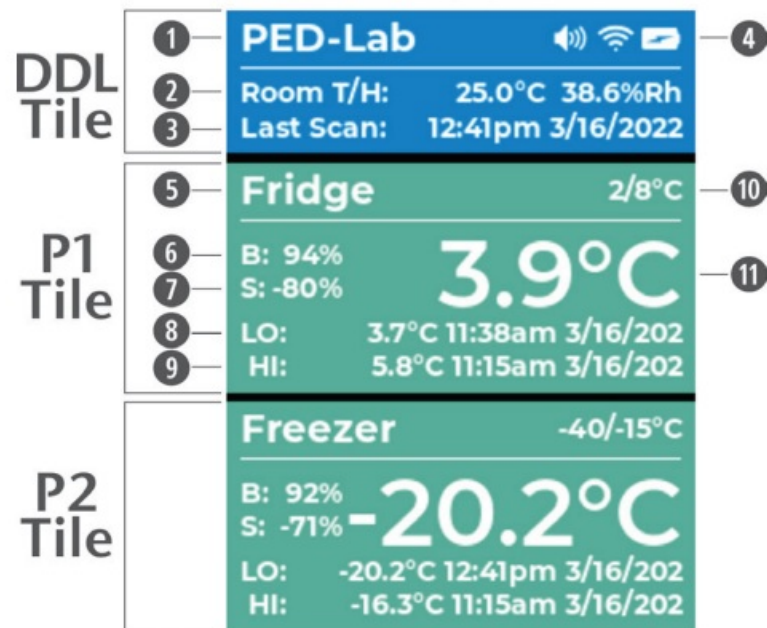 DDL Tile
1 PED-Lab 4
2 Room T/H: 25.0°C 38.6%Rh
3 Last Scan: 12:41pm 3/16/2022
P1 Tile
5 Fridge 2/8°C 10
6 B: 94% 3.9°C 11
7 S: -80%
8 LO: 3.7°C 11:38am 3/16/202
9 HI: 5.8°C 11:15am 3/16/202
P2 Tile
Freezer -40/-15°C
B: 92% -20.2°C
S: -71%
LO: -20.2°C 12:41pm 3/16/202
HI: -16.3°C 11:15am 3/16/202